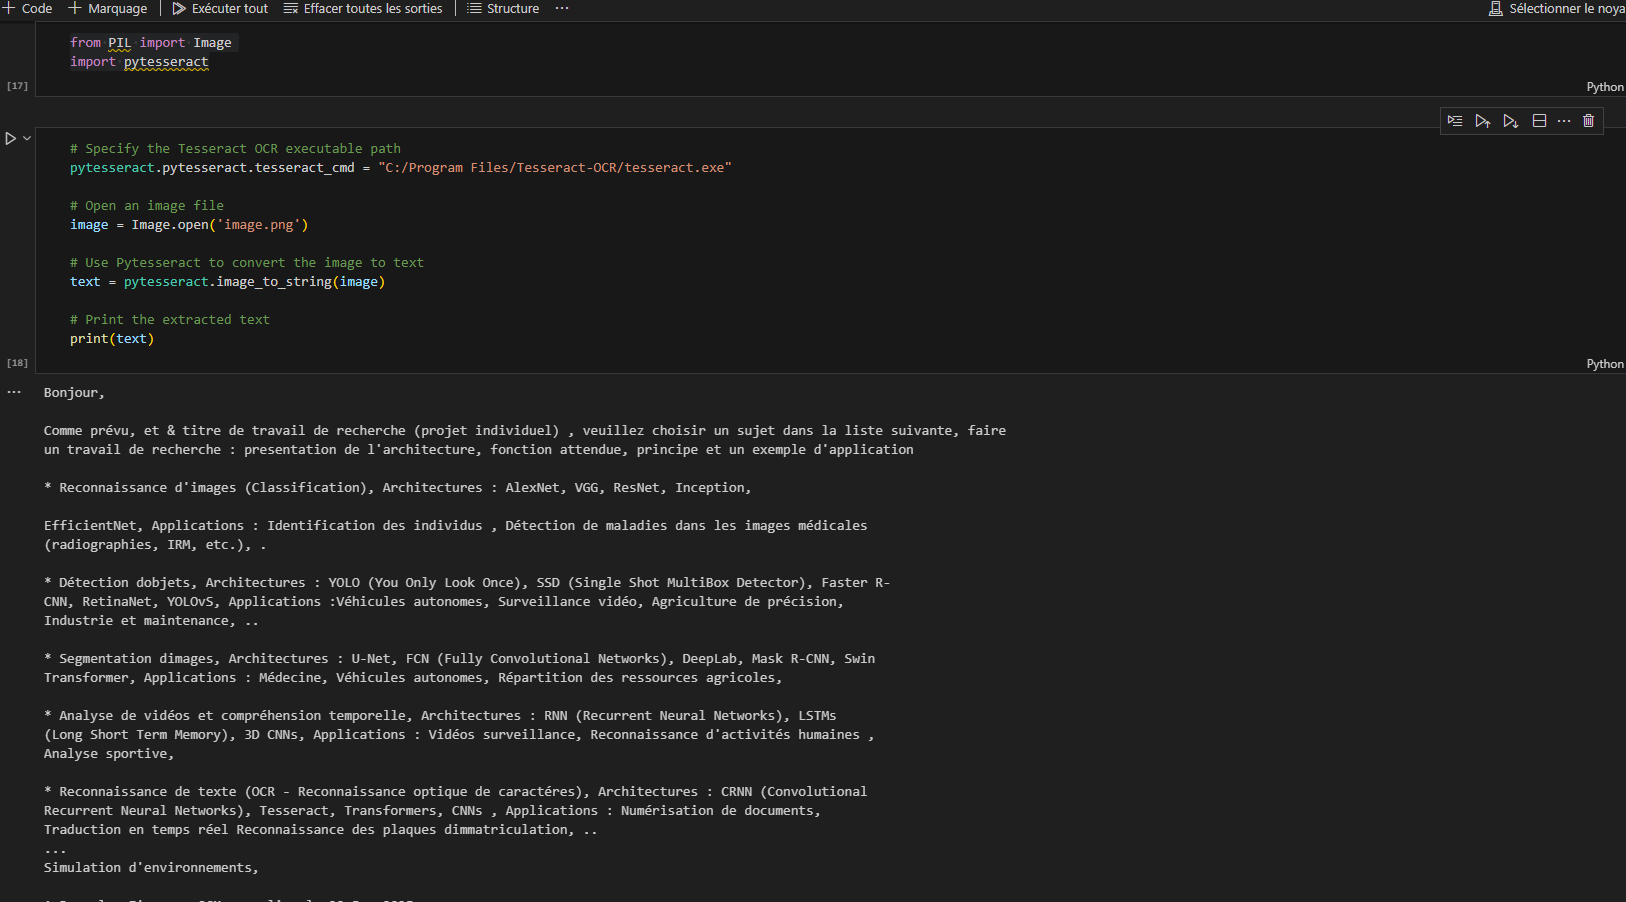 Code Marquage Exécuter tout Effacer toutes les sorties Structure ... Sélectionner le noya
from PIL import Image
import pytesseract
[17]
Python
# Specify the Tesseract OCR executable path
pytesseract.pytesseract.tesseract_cmd = "C:/Program Files/Tesseract-OCR/tesseract.exe"
# Open an image file
image = Image.open('image.png')
# Use Pytesseract to convert the image to text
text = pytesseract.image_to_string(image)
# Print the extracted text
print(text)
[18]
Python
... Bonjour,
Comme prévu, et & titre de travail de recherche (projet individuel) , veuillez choisir un sujet dans la liste suivante, faire
un travail de recherche : presentation de l'architecture, fonction attendue, principe et un exemple d'application
* Reconnaissance d'images (Classification), Architectures : AlexNet, VGG, ResNet, Inception,
EfficientNet, Applications : Identification des individus , Détection de maladies dans les images médicales
(radiographies, IRM, etc.), .
* Détection dobjets, Architectures : YOLO (You Only Look Once), SSD (Single Shot MultiBox Detector), Faster R-
CNN, RetinaNet, YOLOvS, Applications :Véhicules autonomes, Surveillance vidéo, Agriculture de précision,
Industrie et maintenance, ..
* Segmentation dimages, Architectures : U-Net, FCN (Fully Convolutional Networks), DeepLab, Mask R-CNN, Swin
Transformer, Applications : Médecine, Véhicules autonomes, Répartition des ressources agricoles,
* Analyse de vidéos et compréhension temporelle, Architectures : RNN (Recurrent Neural Networks), LSTMs
(Long Short Term Memory), 3D CNNs, Applications : Vidéos surveillance, Reconnaissance d'activités humaines ,
Analyse sportive,
* Reconnaissance de texte (OCR - Reconnaissance optique de caractéres), Architectures : CRNN (Convolutional
Recurrent Neural Networks), Tesseract, Transformers, CNNs , Applications : Numérisation de documents,
Traduction en temps réel Reconnaissance des plaques dimmatriculation, ..
...
Simulation d'environnements,